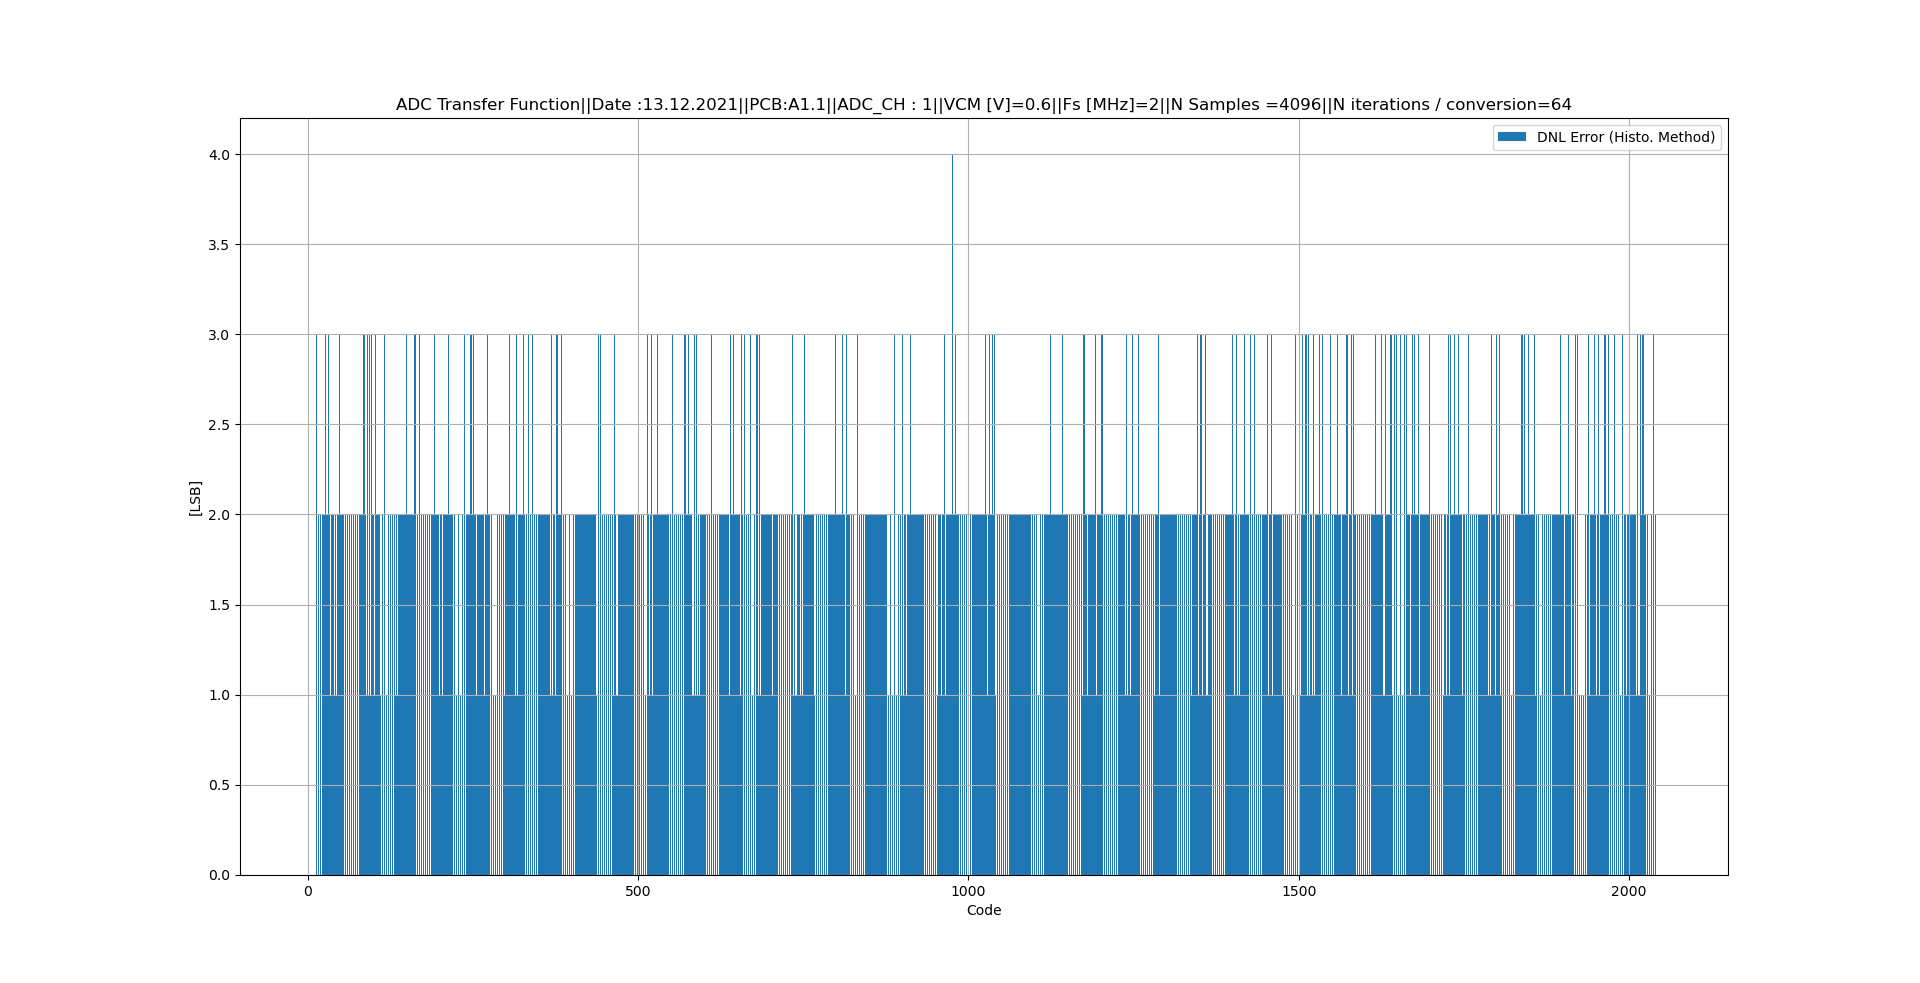 ADC Transfer Function||Date :13.12.2021||PCB:A1.1||ADC_CH : 1||VCM [V]=0.6||Fs [MHz]=2||N Samples =4096||N iterations / conversion=64
DNL Error (Histo. Method)
4.0
3.5
3.0
2.5
2.0
1.5
1.0
0.5
0.0
[LSB]
0 500 1000 1500 2000
Code